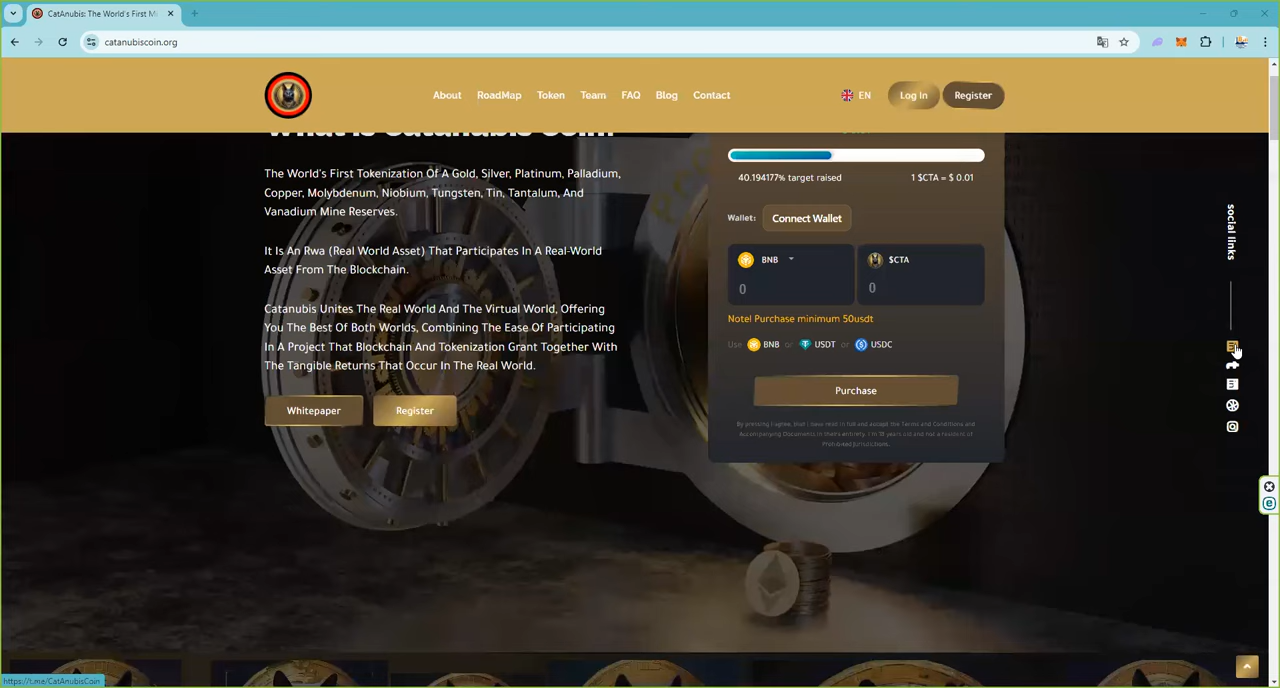 CatAnubis: The World's First M
catanubiscoin.org
About
RoadMap
Token
Team
FAQ
Blog
Contact
EN
Log In
Register
What Is CatAnubis Coin?
The World's First Tokenization Of A Gold, Silver, Platinum, Palladium,
Copper, Molybdenum, Niobium, Tungsten, Tin, Tantalum, And
Vanadium Mine Reserves.
It Is An Rwa (Real World Asset) That Participates In A Real-World
Asset From The Blockchain.
Catanubis Unites The Real World And The Virtual World, Offering
You The Best Of Both Worlds, Combining The Ease Of Participating
In A Project That Blockchain And Tokenization Grant Together With
The Tangible Returns That Occur In The Real World.
Whitepaper
Register
40.194177% target raised
1 $CTA = $ 0.01
Wallet:
Connect Wallet
BNB
$CTA
0
0
Note! Purchase minimum 50usdt
Use BNB or USDT or USDC
Purchase
By pressing I Agree, that I have read in full and accept the Terms and Conditions and
Accompanying Documents in their entirety. I'm 18 years old and not a resident of
Prohibited Jurisdictions.
social links
https://t.me/CatAnubisCoin